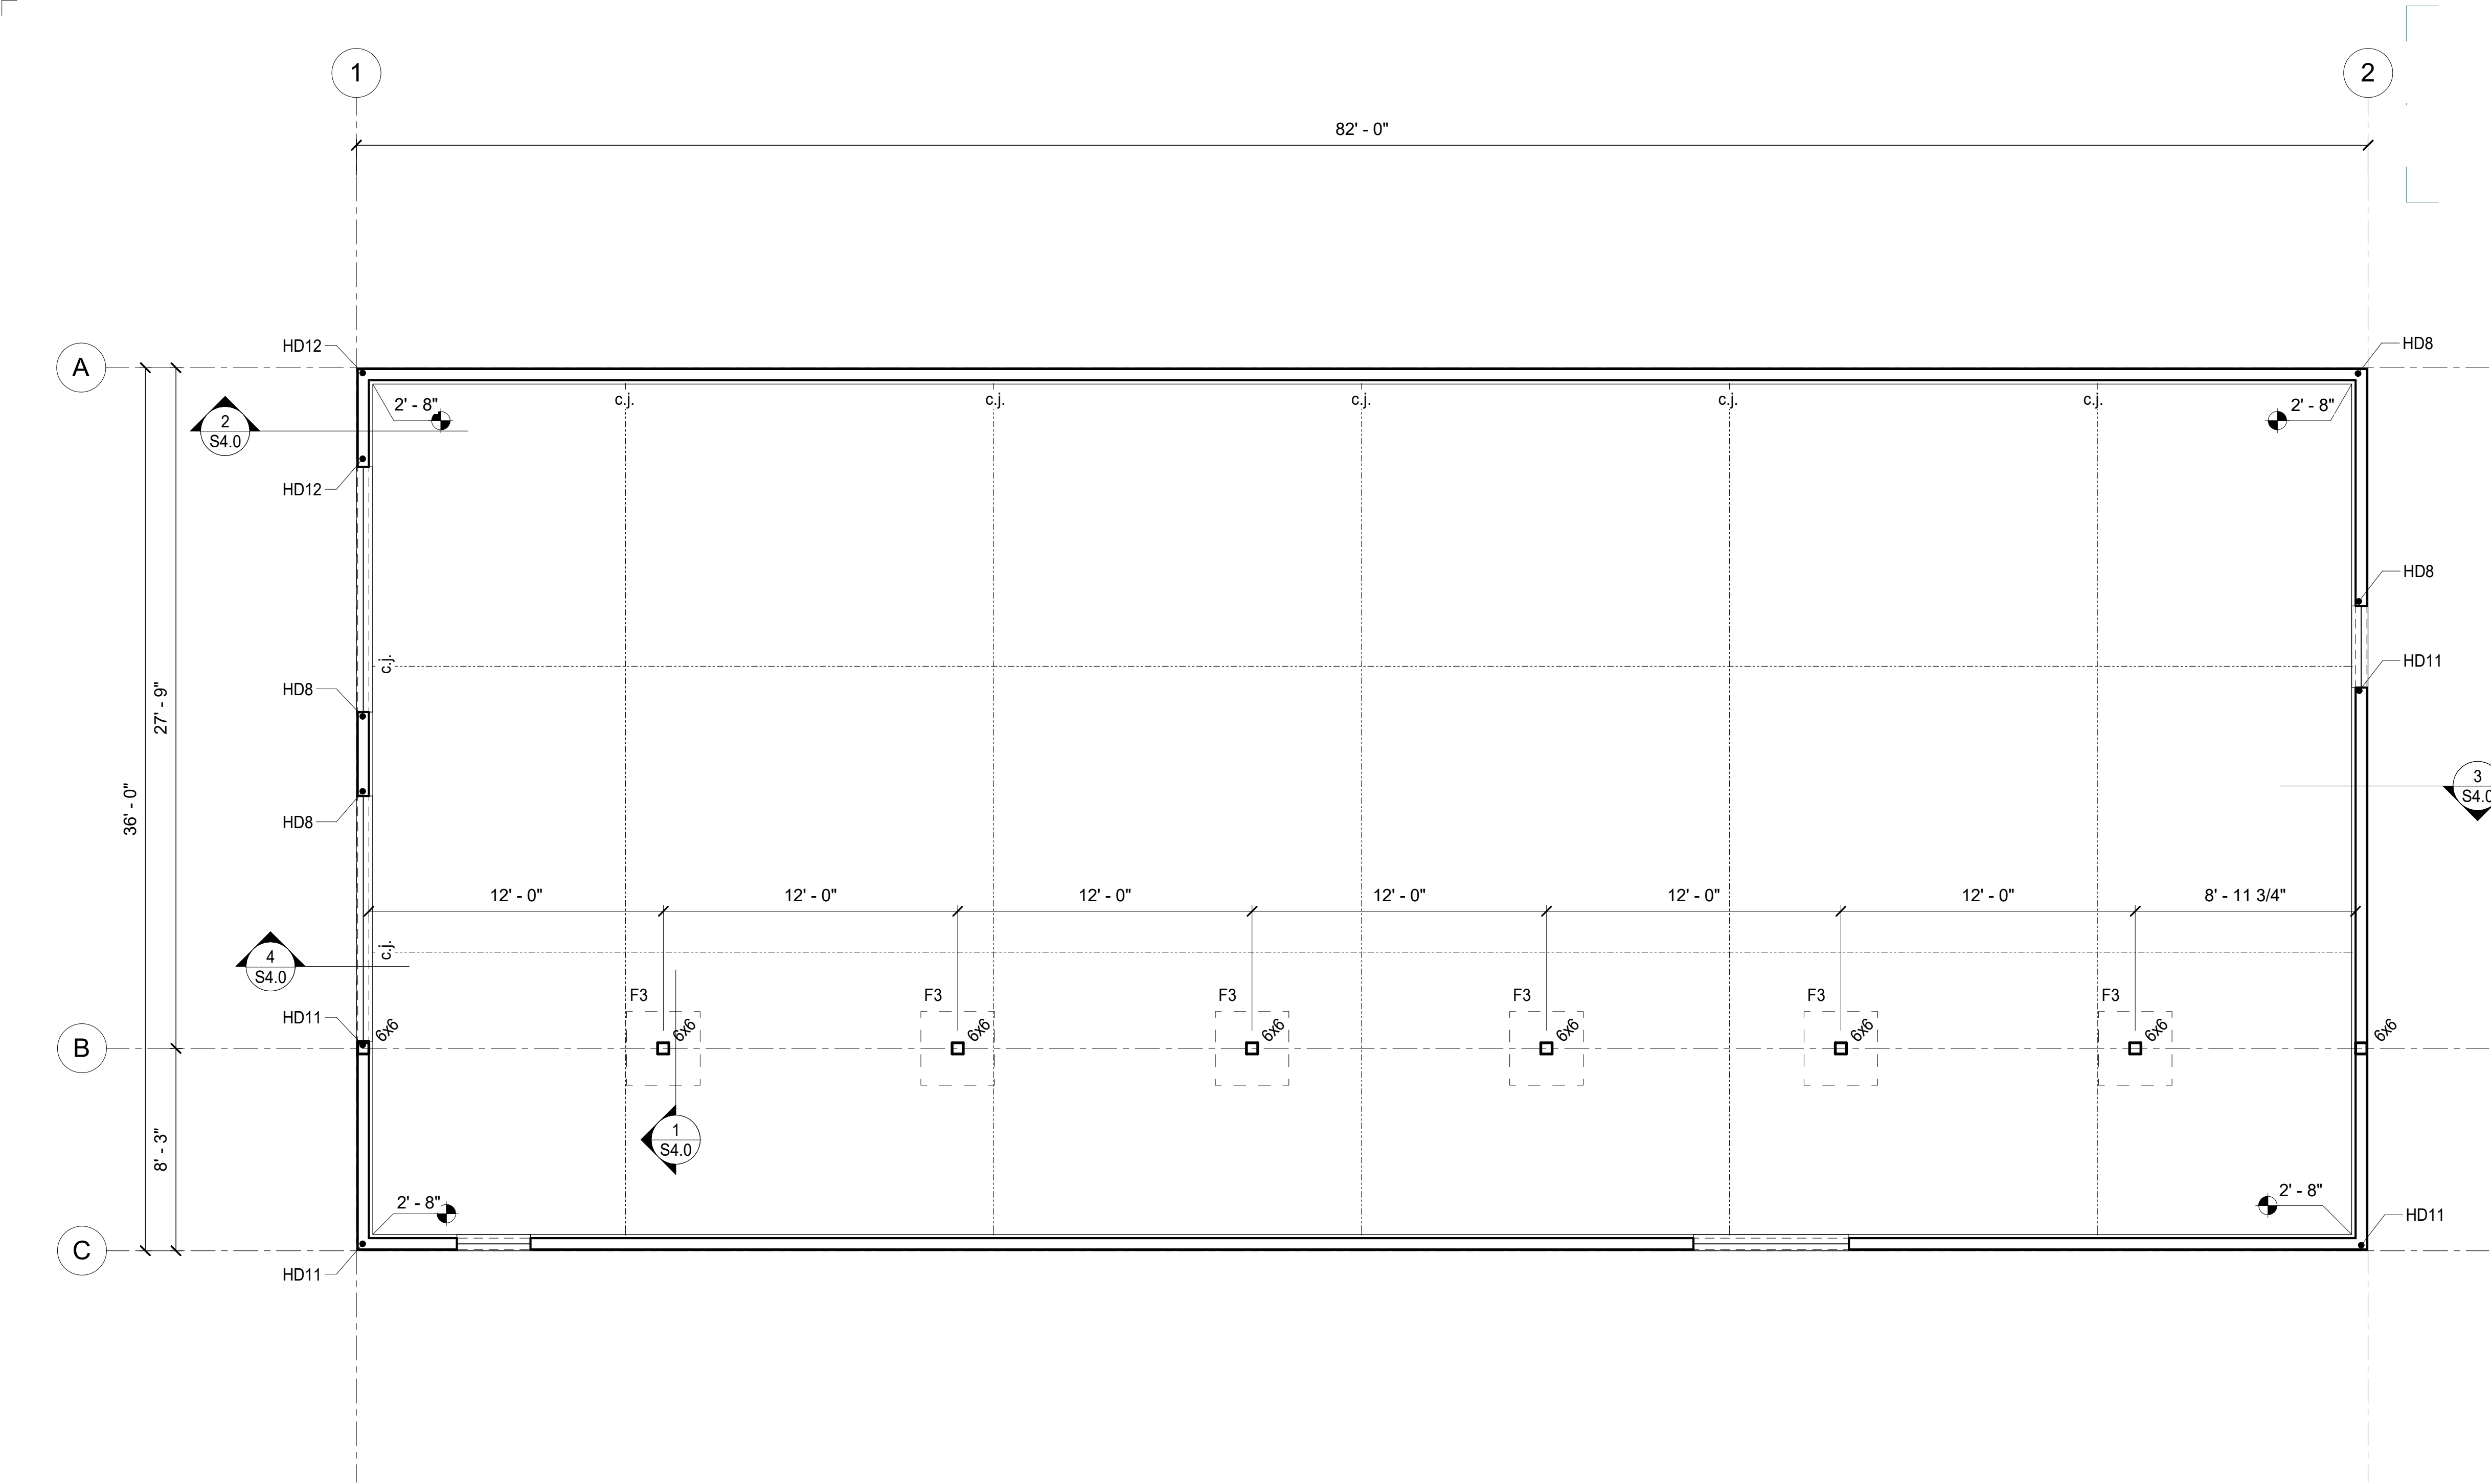 1
2
82' - 0"
HD12
HD8
A
2' - 8"
c.j.
c.j.
c.j.
c.j.
c.j.
2' - 8"
2
S4.0
HD12
HD8
c.j.
HD11
HD8
27' - 9"
36' - 0"
3
S4.0
HD8
12' - 0"
12' - 0"
12' - 0"
12' - 0"
12' - 0"
12' - 0"
8' - 11 3/4"
c.j.
4
S4.0
F3
F3
F3
F3
F3
F3
HD11
6x6
6x6
6x6
6x6
6x6
6x6
6x6
6x6
B
1
S4.0
8' - 3"
2' - 8"
2' - 8"
HD11
C
HD11